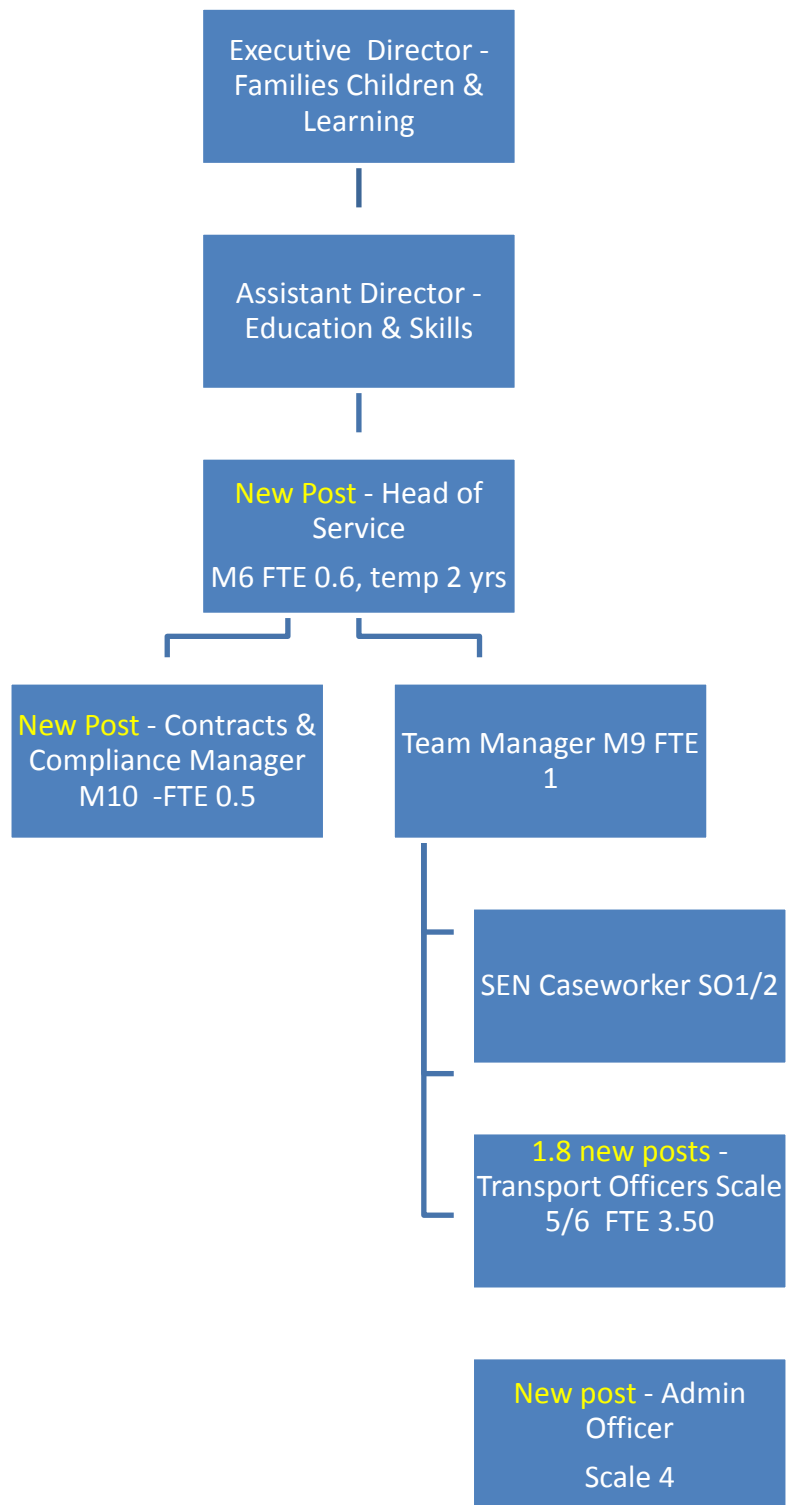 Executive  Director -
Families Children &
Learning
Assistant Director -
Education & Skills
New Post - Head of
Service
M6 FTE 0.6, temp 2 yrs
New Post - Contracts &
Compliance Manager
M10  -FTE 0.5
Team Manager M9 FTE
1
SEN Caseworker SO1/2
1.8 new posts -
Transport Officers Scale
5/6  FTE 3.50
New post - Admin
Officer
Scale 4